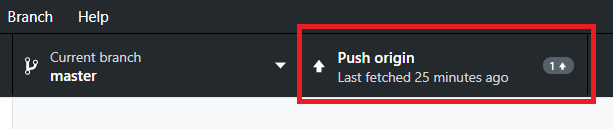 Branch Help
Current branch
master
Push origin
Last fetched 25 minutes ago
1